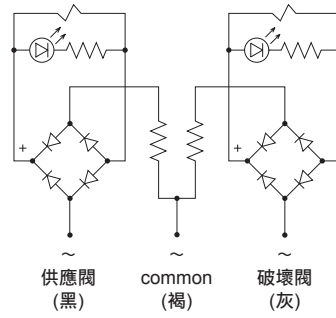 +
+
～
～
～
供應閥
common
破壞閥
(黑)
(褐)
(灰)